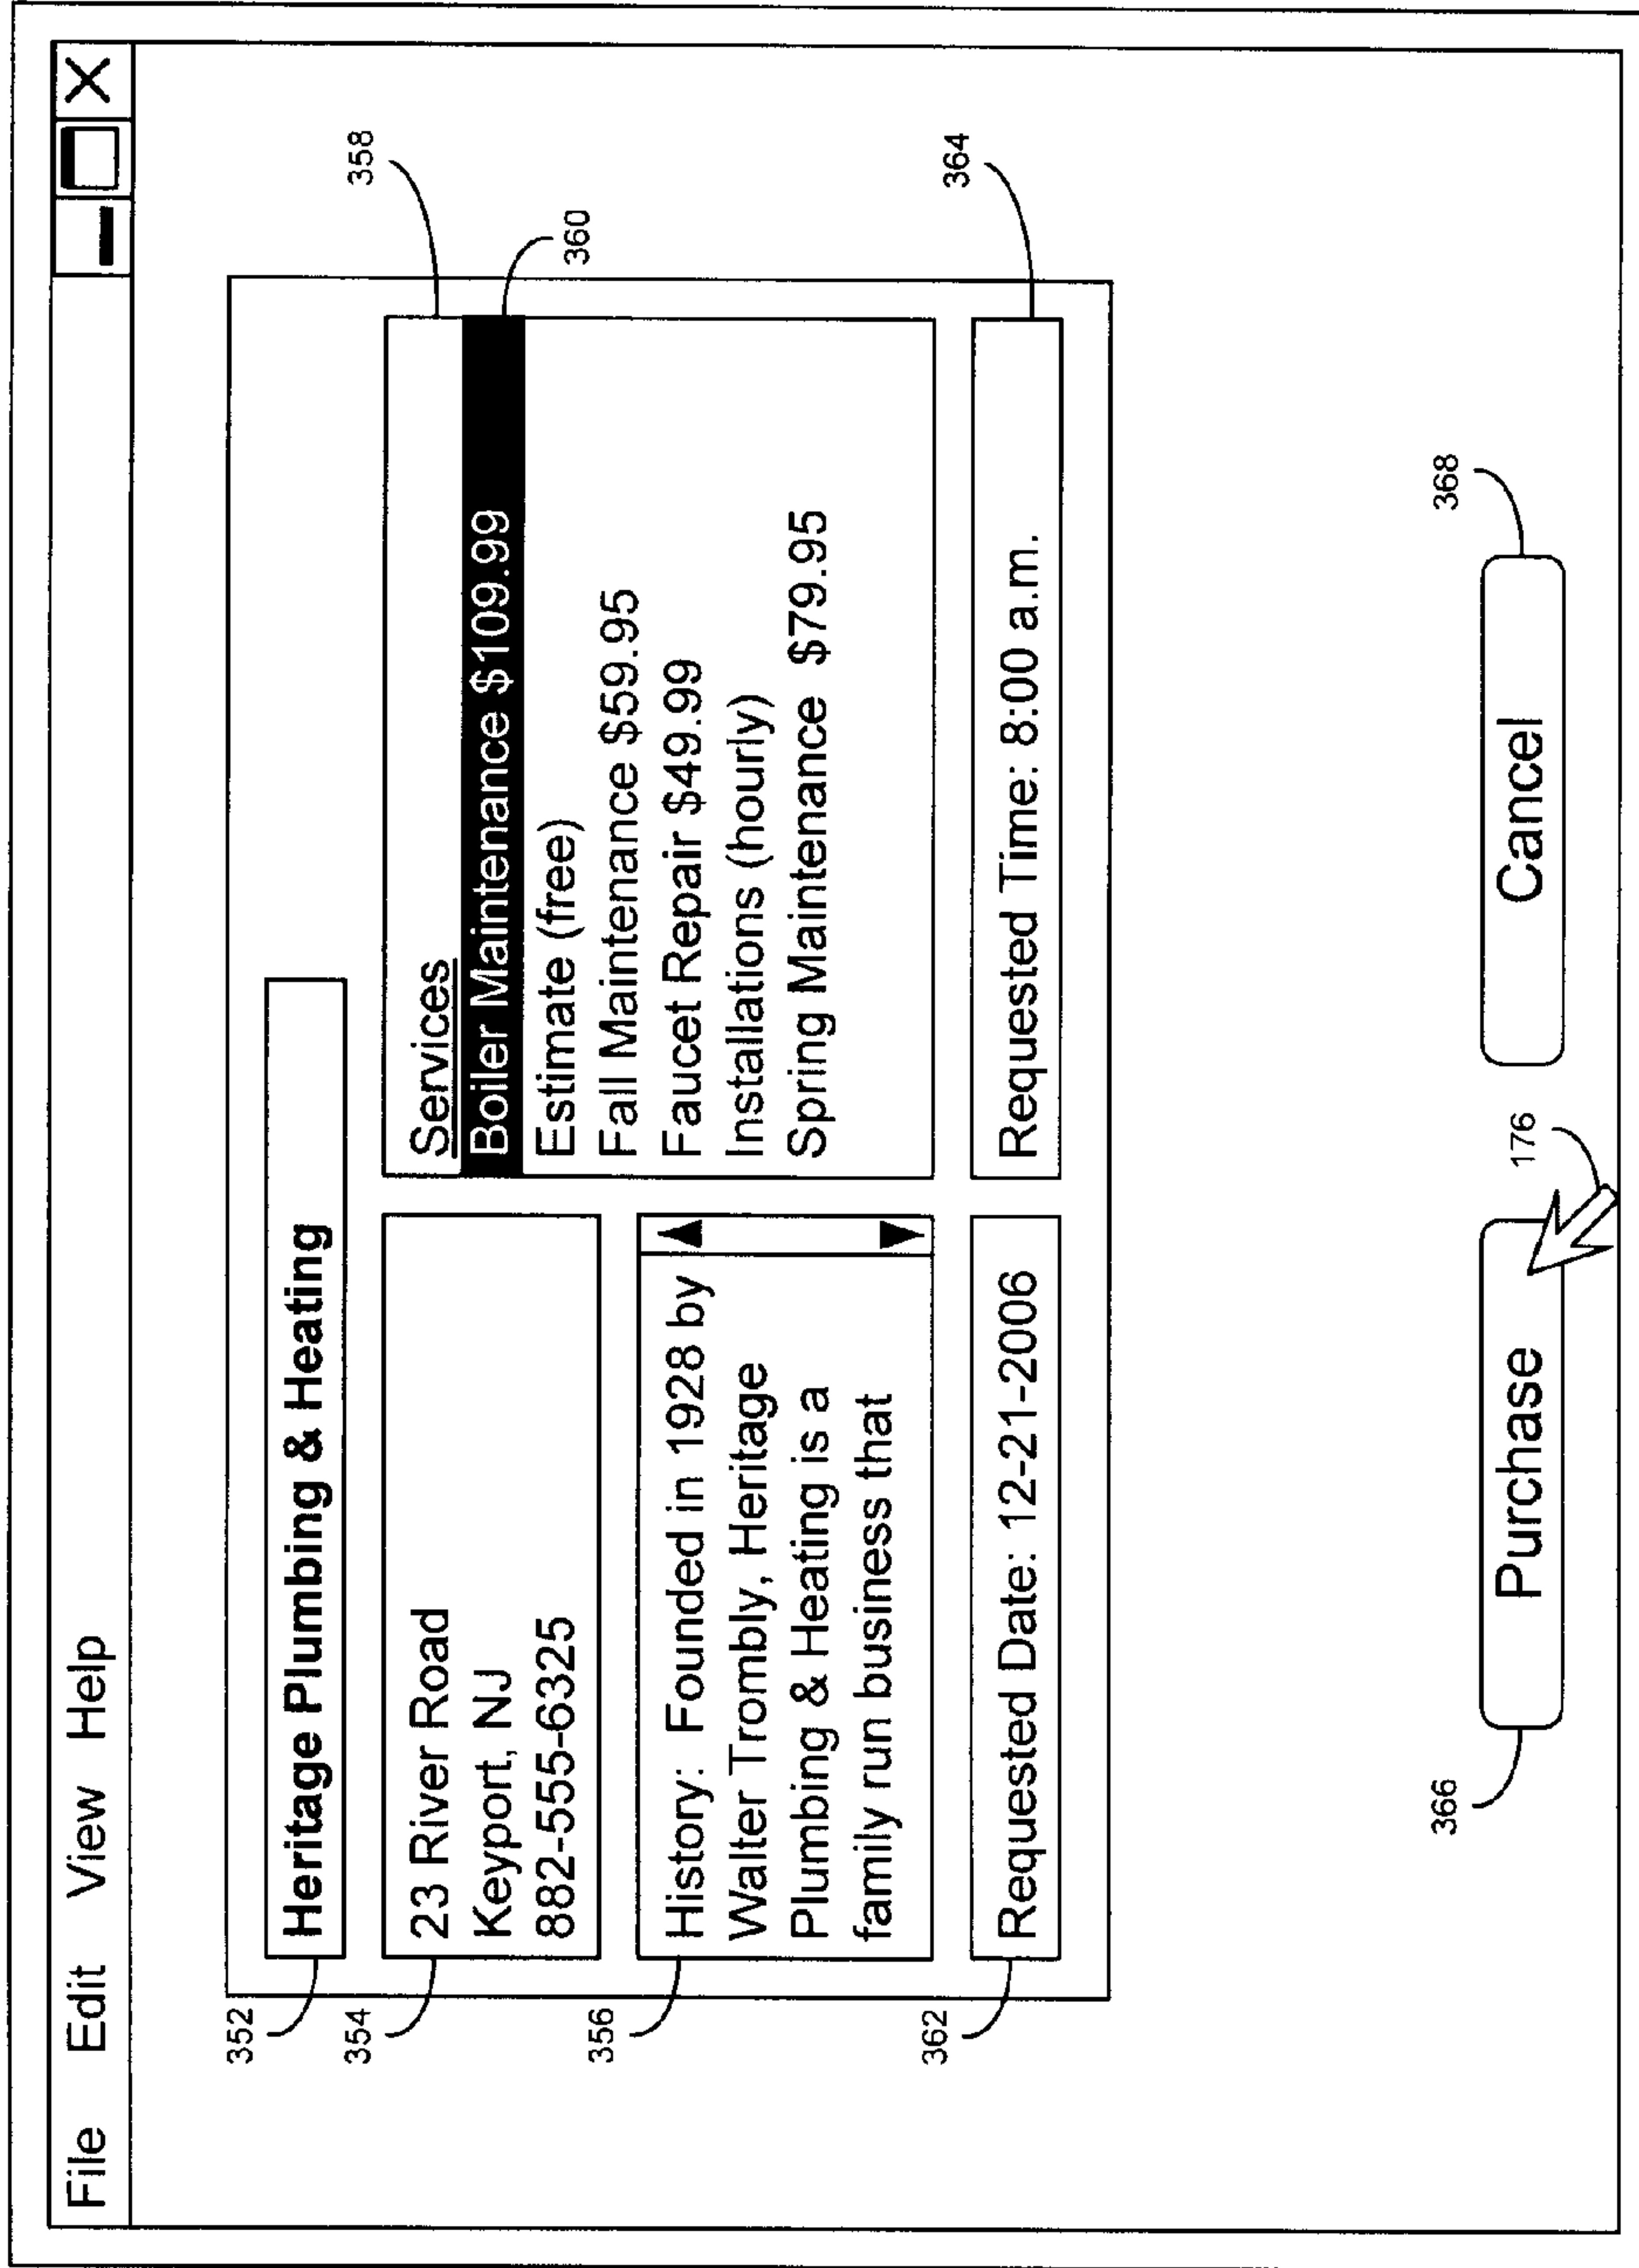 File Edit View Help
352
Heritage Plumbing & Heating
354
23 River Road
Keyport, NJ
882-555-6325
356
History: Founded in 1928 by
Walter Trombly, Heritage
Plumbing & Heating is a
family run business that
358
Services
360
Boiler Maintenance $109.99
Estimate (free)
Fall Maintenance $59.95
Faucet Repair $49.99
Installations (hourly)
Spring Maintenance $79.95
362
Requested Date: 12-21-2006
364
Requested Time: 8:00 a.m.
366
Purchase
176
368
Cancel